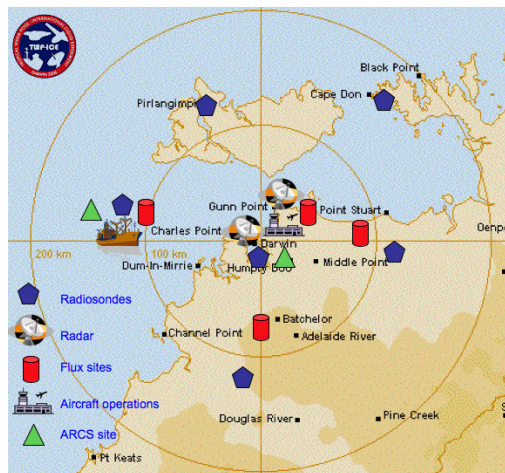 TWP-ICE
Black Point
Cape Don
Pirlangimp
Gunn Point
Point Stuart
Charles Point
Oenpe
Darwin
200 km
100 km
Dum-In-Mirrie
Humpty Doo
Middle Point
Radiosondes
Batchelor
Channel Point
Adelaide River
Radar
Flux sites
Aircraft operations
Douglas River
Pine Creek
S
ARCS site
Pt Keats